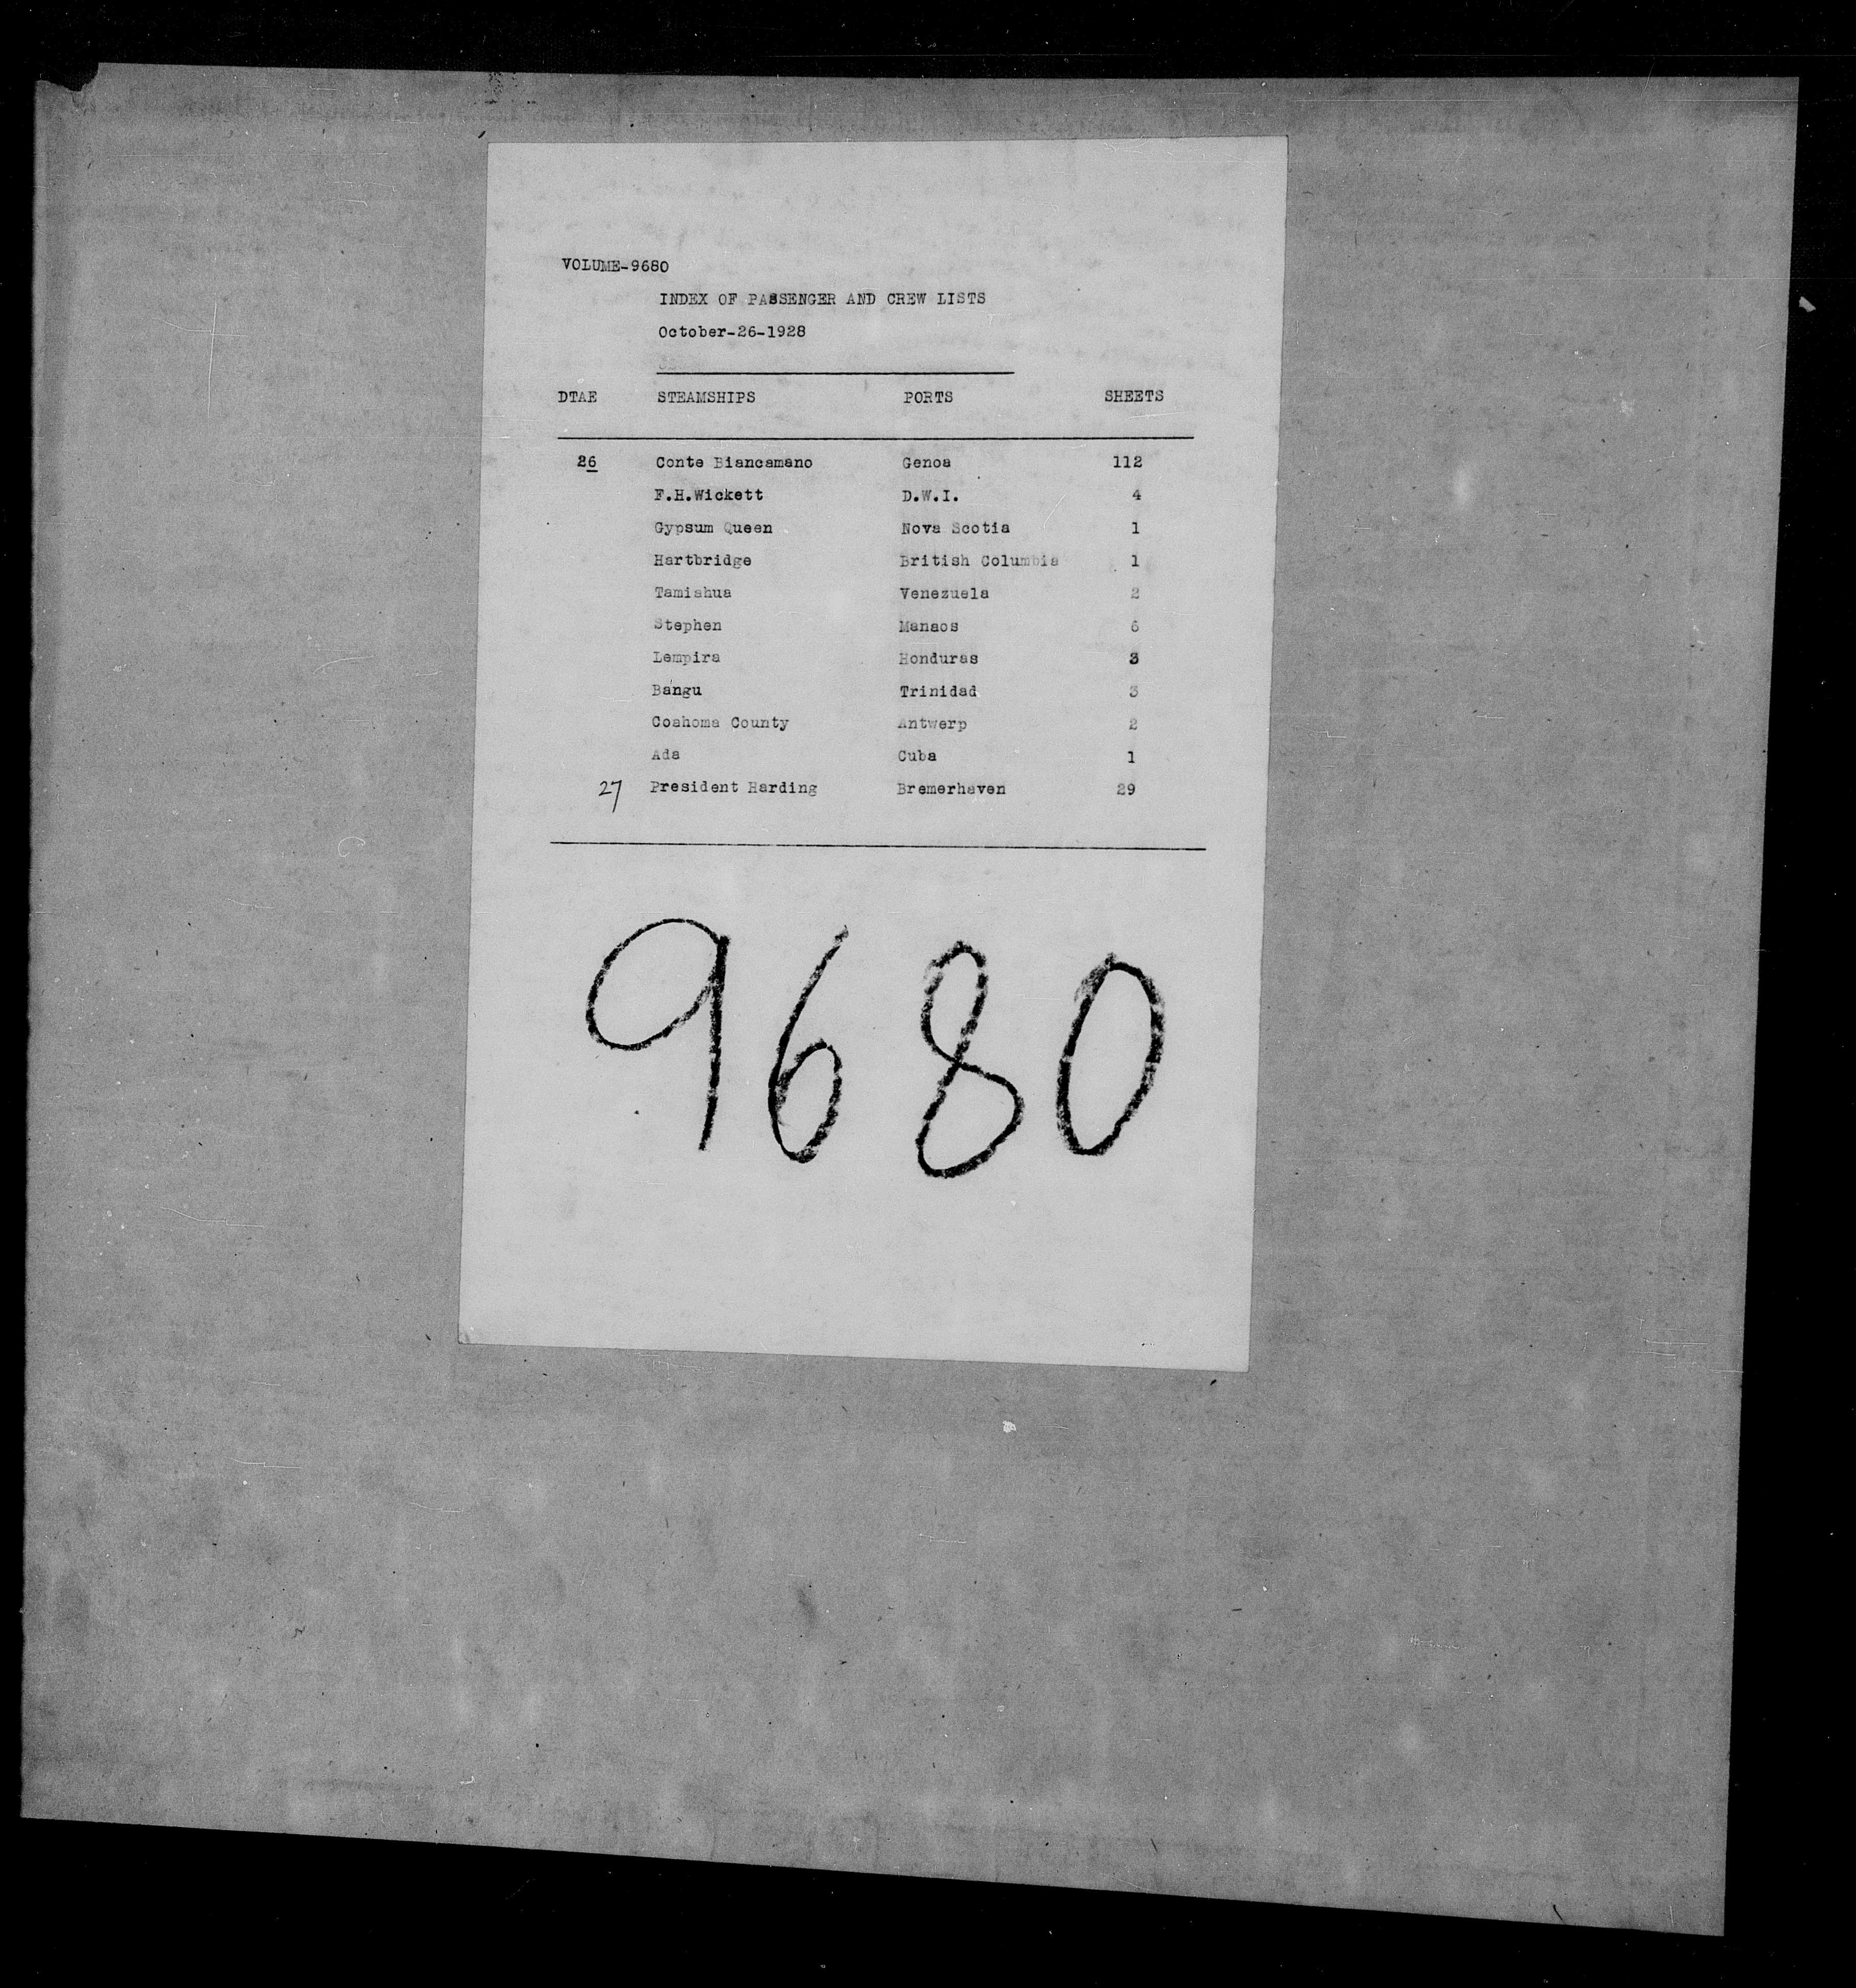 VOLUME-9680
INDEX OF PASSENGER AND CREW LISTS
October-26-1928
DTAE STEAMSHIPS PORTS SHEETS
26 Conte Biancamano Genoa 112
F.H.Wickett D.W.I. 4
Gypsum Queen Nova Scotia 1
Hartbridge British Columbia 1
Tamiahua Venezuela 2
Stephen Manaos 6
Lempira Honduras 3
Bangu Trinidad 3
Coahoma County Antwerp 2
Ada Cuba 1
27 President Harding Bremerhaven 29
9680